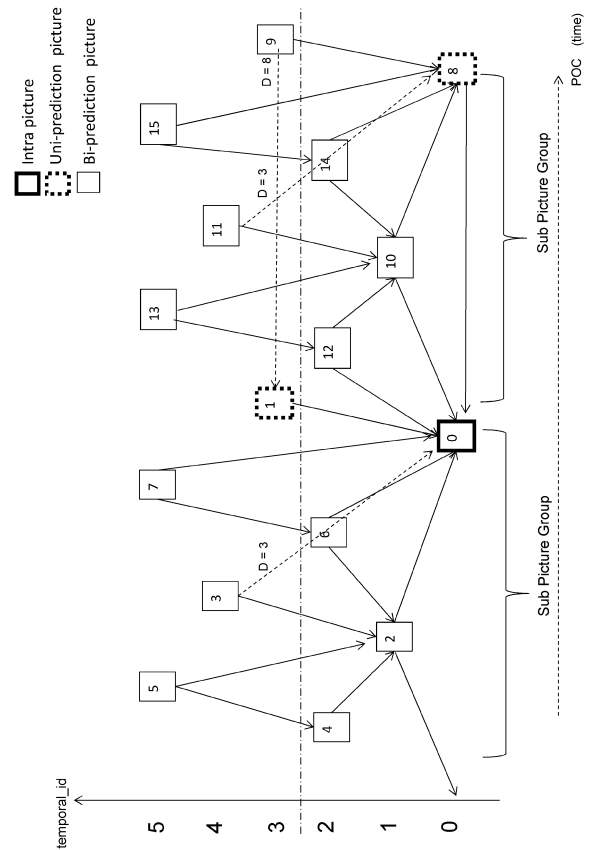 Intra picture
Uni-prediction picture
Bi-prediction picture
temporal_id
5
4
3
2
1
0
5
7
13
15
3
11
1
9
4
6
12
14
2
10
0
8
D = 3
D = 3
D = 8
Sub Picture Group
Sub Picture Group
POC (time)